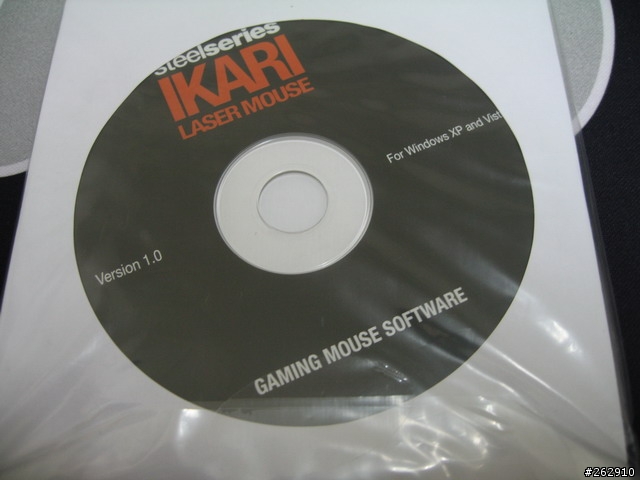 steelseries
IKARI
LASER MOUSE
For Windows XP and Vist
Version 1.0
GAMING MOUSE SOFTWARE
#262910